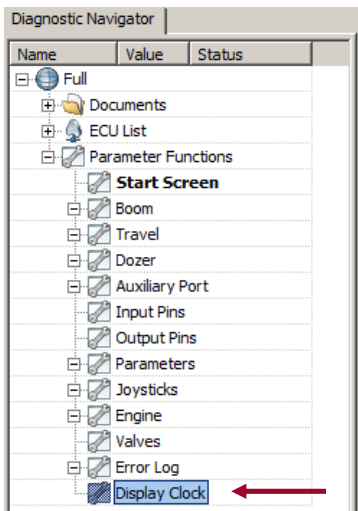 Diagnostic Navigator
Name Value Status
Full
Documents
ECU List
Parameter Functions
Start Screen
Boom
Travel
Dozer
Auxiliary Port
Input Pins
Output Pins
Parameters
Joysticks
Engine
Valves
Error Log
Display Clock